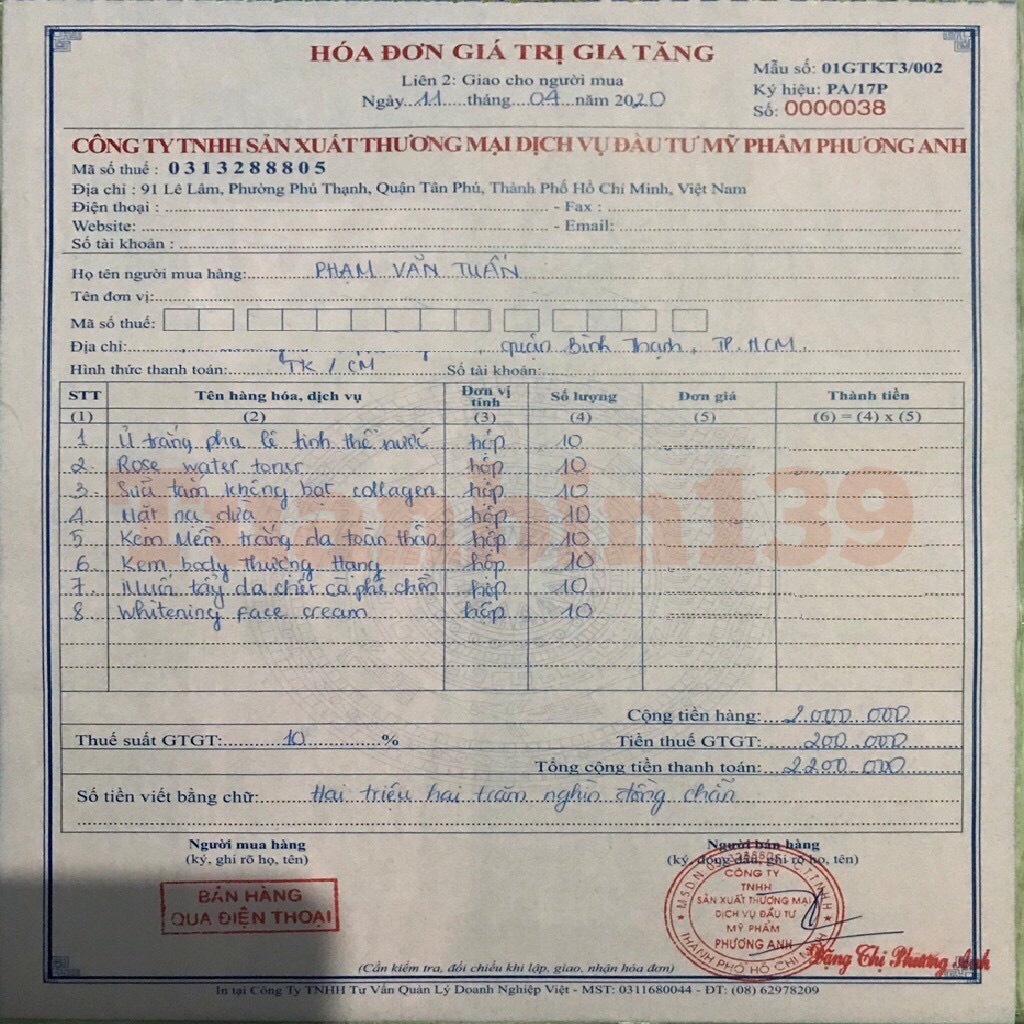 HÓA ĐƠN GIÁ TRỊ GIA TĂNG
Liên 2: Giao cho người mua
Ngày 11 tháng 04 năm 2020
Mẫu số: 01GTKT3/002
Ký hiệu: PA/17P
Số: 0000038
CÔNG TY TNHH SẢN XUẤT THƯƠNG MẠI DỊCH VỤ ĐẦU TƯ MỸ PHẨM PHƯƠNG ANH
Mã số thuế : 0313288805
Địa chỉ : 91 Lê Lâm, Phường Phú Thạnh, Quận Tân Phú, Thành Phố Hồ Chí Minh, Việt Nam
Điện thoại : - Fax :
Website: - Email:
Số tài khoản :
Họ tên người mua hàng: PHẠM VĂN TUẤN
Tên đơn vị:
Mã số thuế:
Địa chỉ: , quận Bình Thạnh, TP.HCM.
Hình thức thanh toán: TK / CM Số tài khoản:
STT Tên hàng hóa, dịch vụ Đơn vị tính Số lượng Đơn giá Thành tiền
(1) (2) (3) (4) (5) (6) = (4) x (5)
1 Ủ trắng pha lê tinh thể nước hộp 10
2 Rose water toner hộp 10
3 Sữa tắm không bọt collagen hộp 10
4 Mặt nạ dừa hộp 10
5 Kem Mềm trắng da toàn thân hộp 10
6 Kem body thượng Hạng hộp 10
7 Muối tẩy da chết cà phê chồn hộp 10
8 Whitening Face cream hộp 10
Cộng tiền hàng: 2.000.000
Thuế suất GTGT: 10 % Tiền thuế GTGT: 200.000
Tổng cộng tiền thanh toán: 2.200.000
Số tiền viết bằng chữ: Hai triệu hai trăm nghìn đồng chẵn
Người mua hàng
(ký, ghi rõ họ, tên)
Người bán hàng
(ký, đóng dấu, ghi rõ họ, tên)
BÁN HÀNG
QUA ĐIỆN THOẠI
CÔNG TY
TNHH
SẢN XUẤT THƯƠNG MẠI
DỊCH VỤ ĐẦU TƯ
MỸ PHẨM
PHƯƠNG ANH
THÀNH PHỐ HỒ CHÍ MINH
Đặng Thị Phương Anh
(Cần kiểm tra, đối chiếu khi lập, giao, nhận hóa đơn)
In tại Công Ty TNHH Tư Vấn Quản Lý Doanh Nghiệp Việt - MST: 0311680044 - ĐT: (08) 62978209